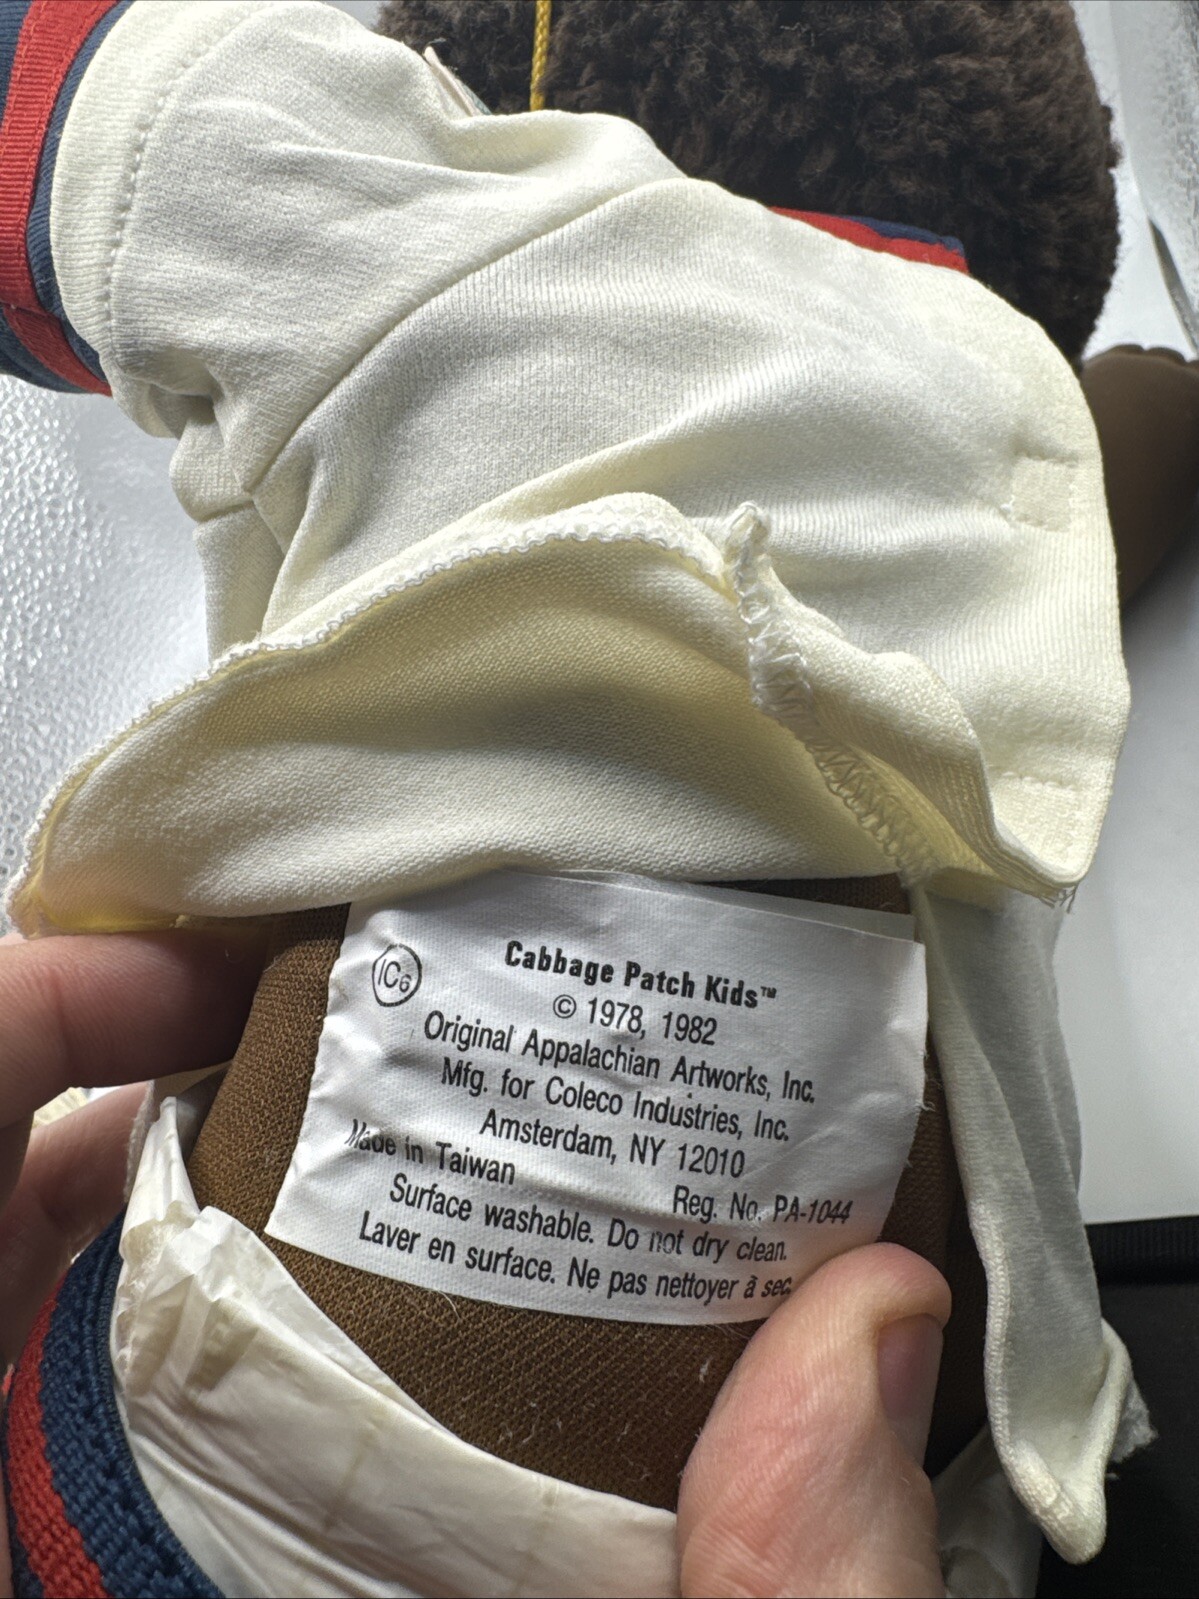 IC6
Cabbage Patch Kids™
© 1978, 1982
Original Appalachian Artworks, Inc.
Mfg. for Coleco Industries, Inc.
Amsterdam, NY 12010
Made in Taiwan
Reg. No. PA-1044
Surface washable. Do not dry clean.
Laver en surface. Ne pas nettoyer à sec.